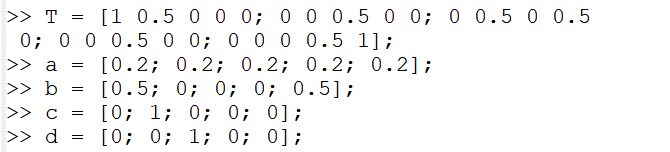 >> T = [1 0.5 0 0 0; 0 0 0.5 0 0; 0 0.5 0 0.5
0; 0 0 0.5 0 0; 0 0 0 0.5 1];
>> a = [0.2; 0.2; 0.2; 0.2; 0.2];
>> b = [0.5; 0; 0; 0; 0.5];
>> c = [0; 1; 0; 0; 0];
>> d = [0; 0; 1; 0; 0];